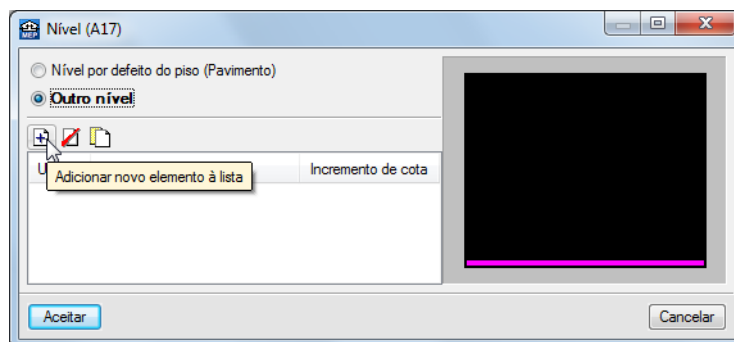 MEP
Nível (A17)
Nível por defeito do piso (Pavimento)
Outro nível
U
Incremento de cota
Adicionar novo elemento à lista
Aceitar
Cancelar